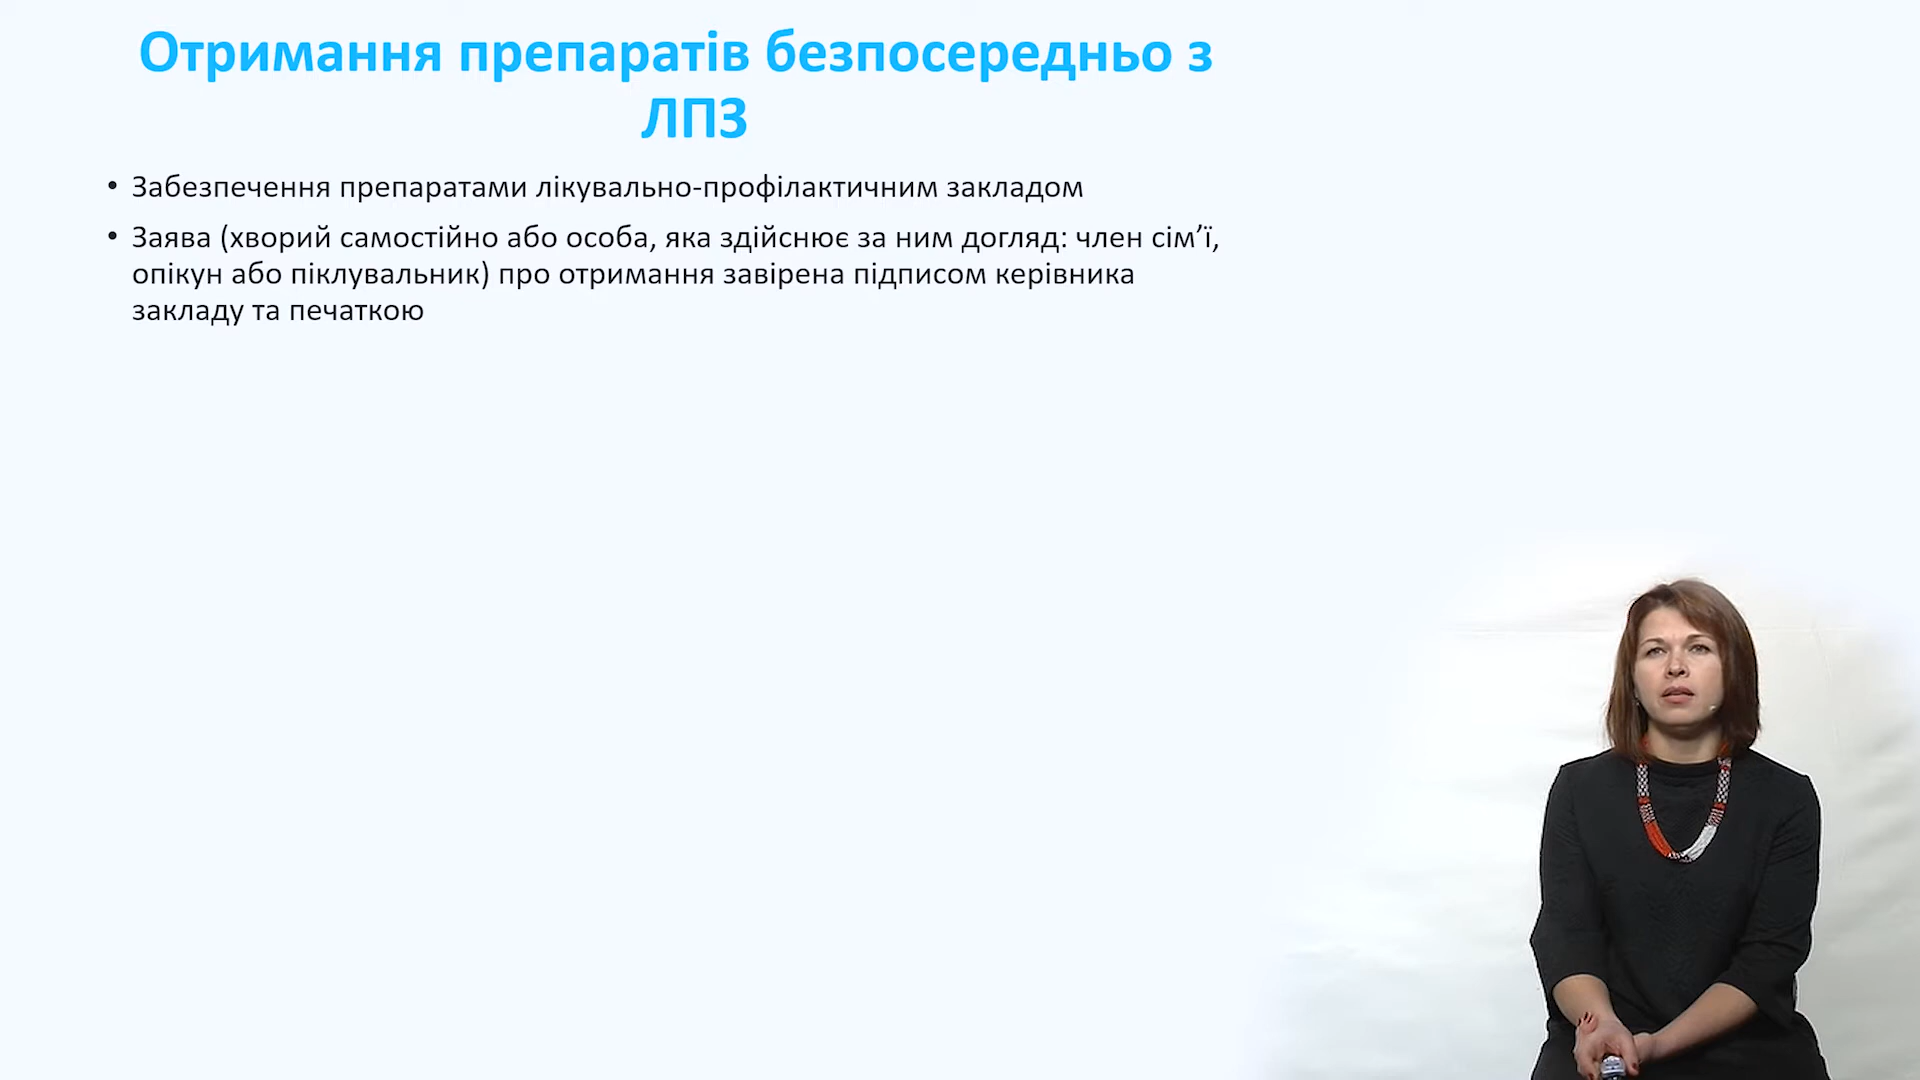 Отримання препаратів безпосередньо з
ЛПЗ
• Забезпечення препаратами лікувально-профілактичним закладом
• Заява (хворий самостійно або особа, яка здійснює за ним догляд: член сім’ї,
опікун або піклувальник) про отримання завірена підписом керівника
закладу та печаткою